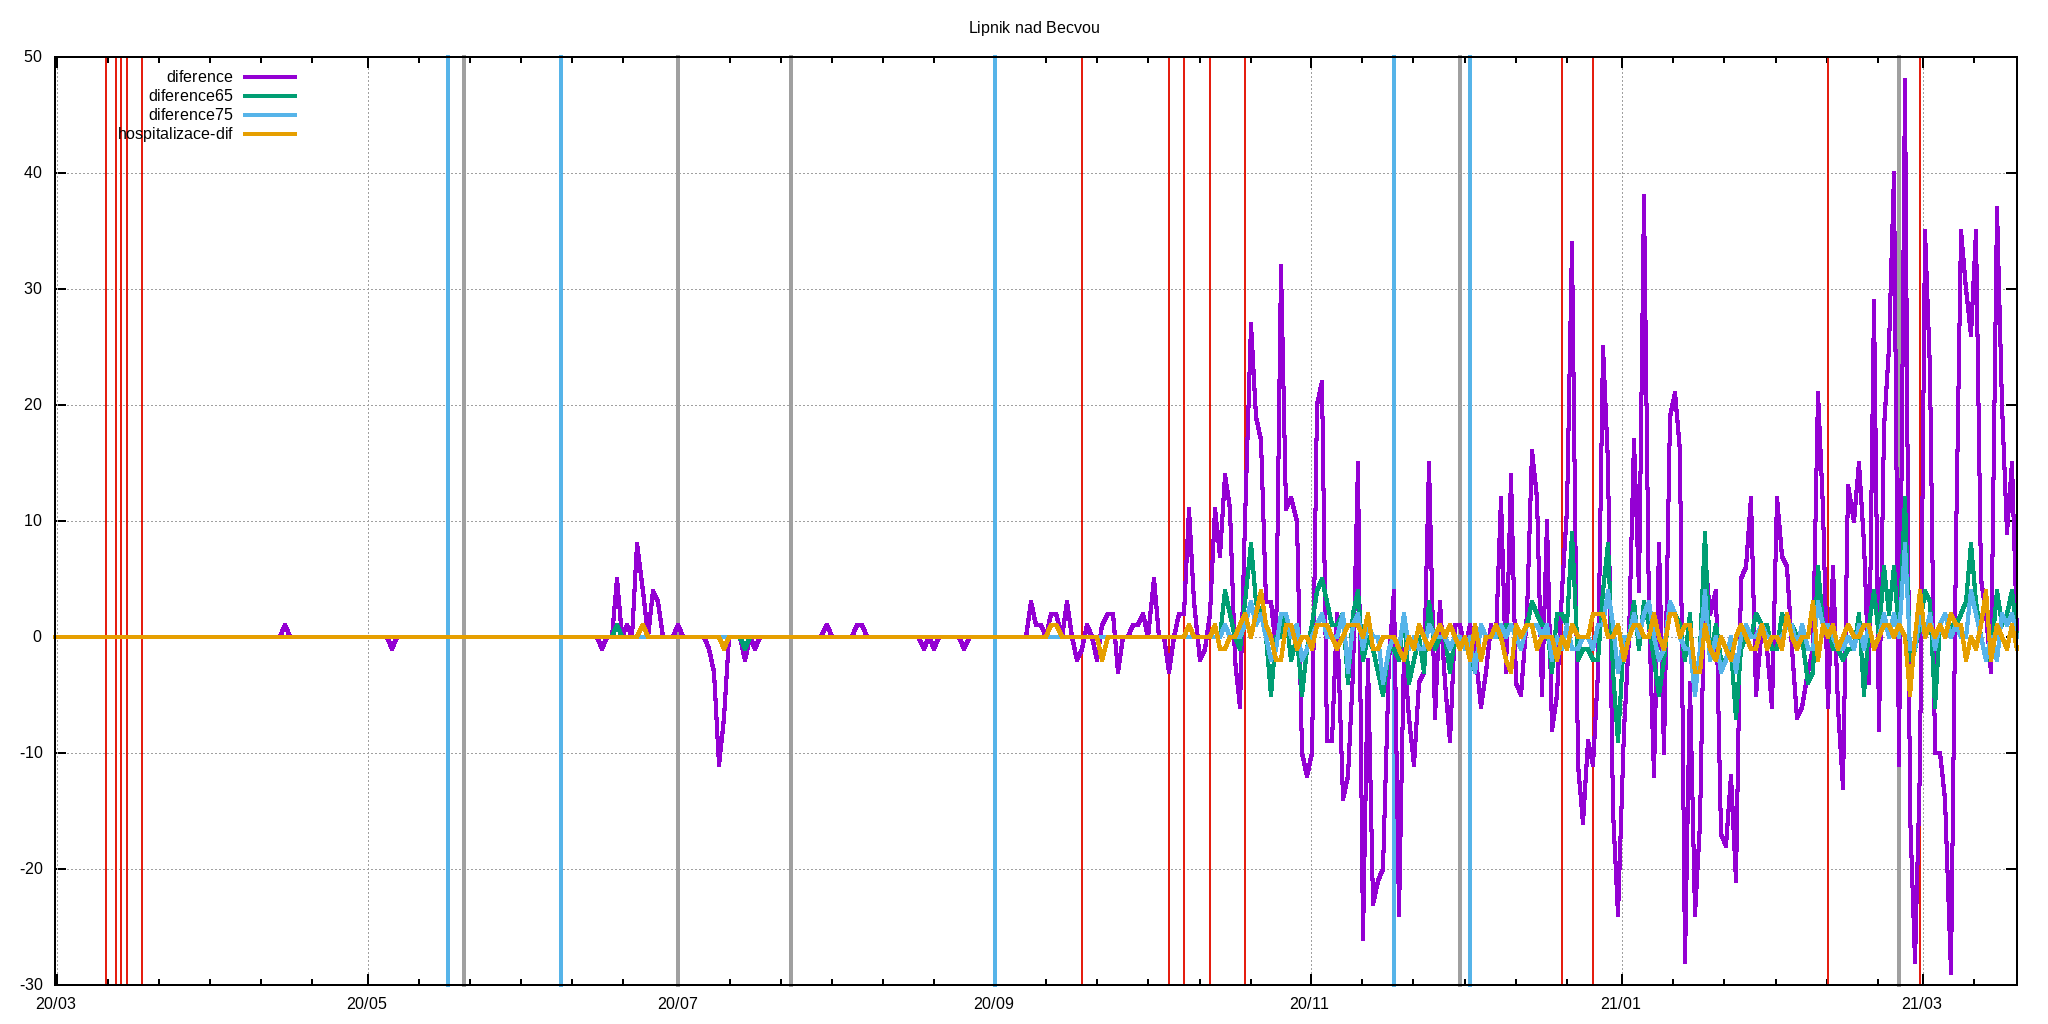 Lipnik nad Becvou
50
diference
diference65
diference75
hospitalizace-dif
40
30
20
10
0
-10
-20
-30
20/03 20/05 20/07 20/09 20/11 21/01 21/03